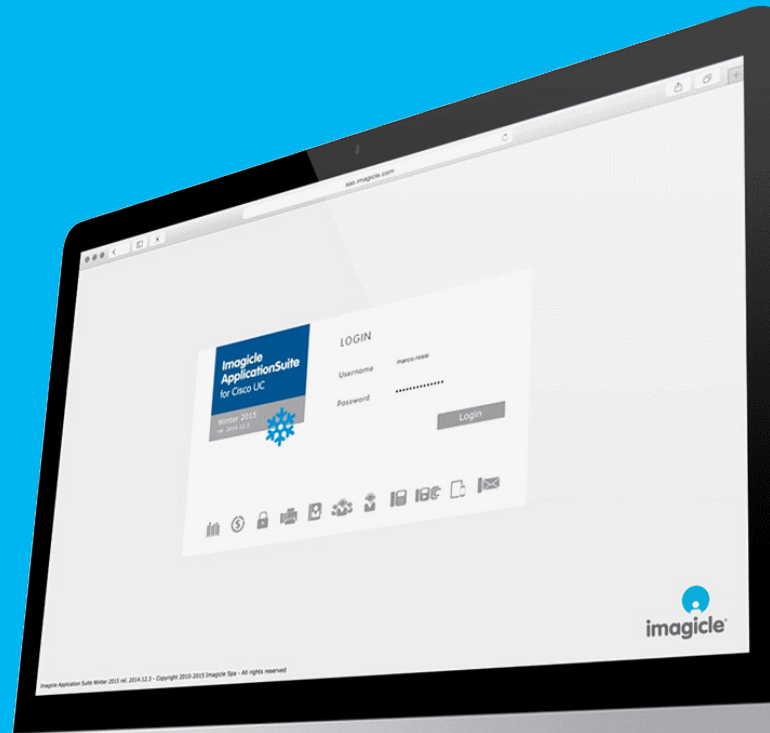 sas.imagicle.com
Imagicle
ApplicationSuite
for Cisco UC
Winter 2015
rel. 2014.12.3
LOGIN
Username
marco rossi
Password
Login
imagicle
Imagicle Application Suite Winter 2015 rel. 2014.12.3 - Copyright 2010-2015 Imagicle Spa - All rights reserved